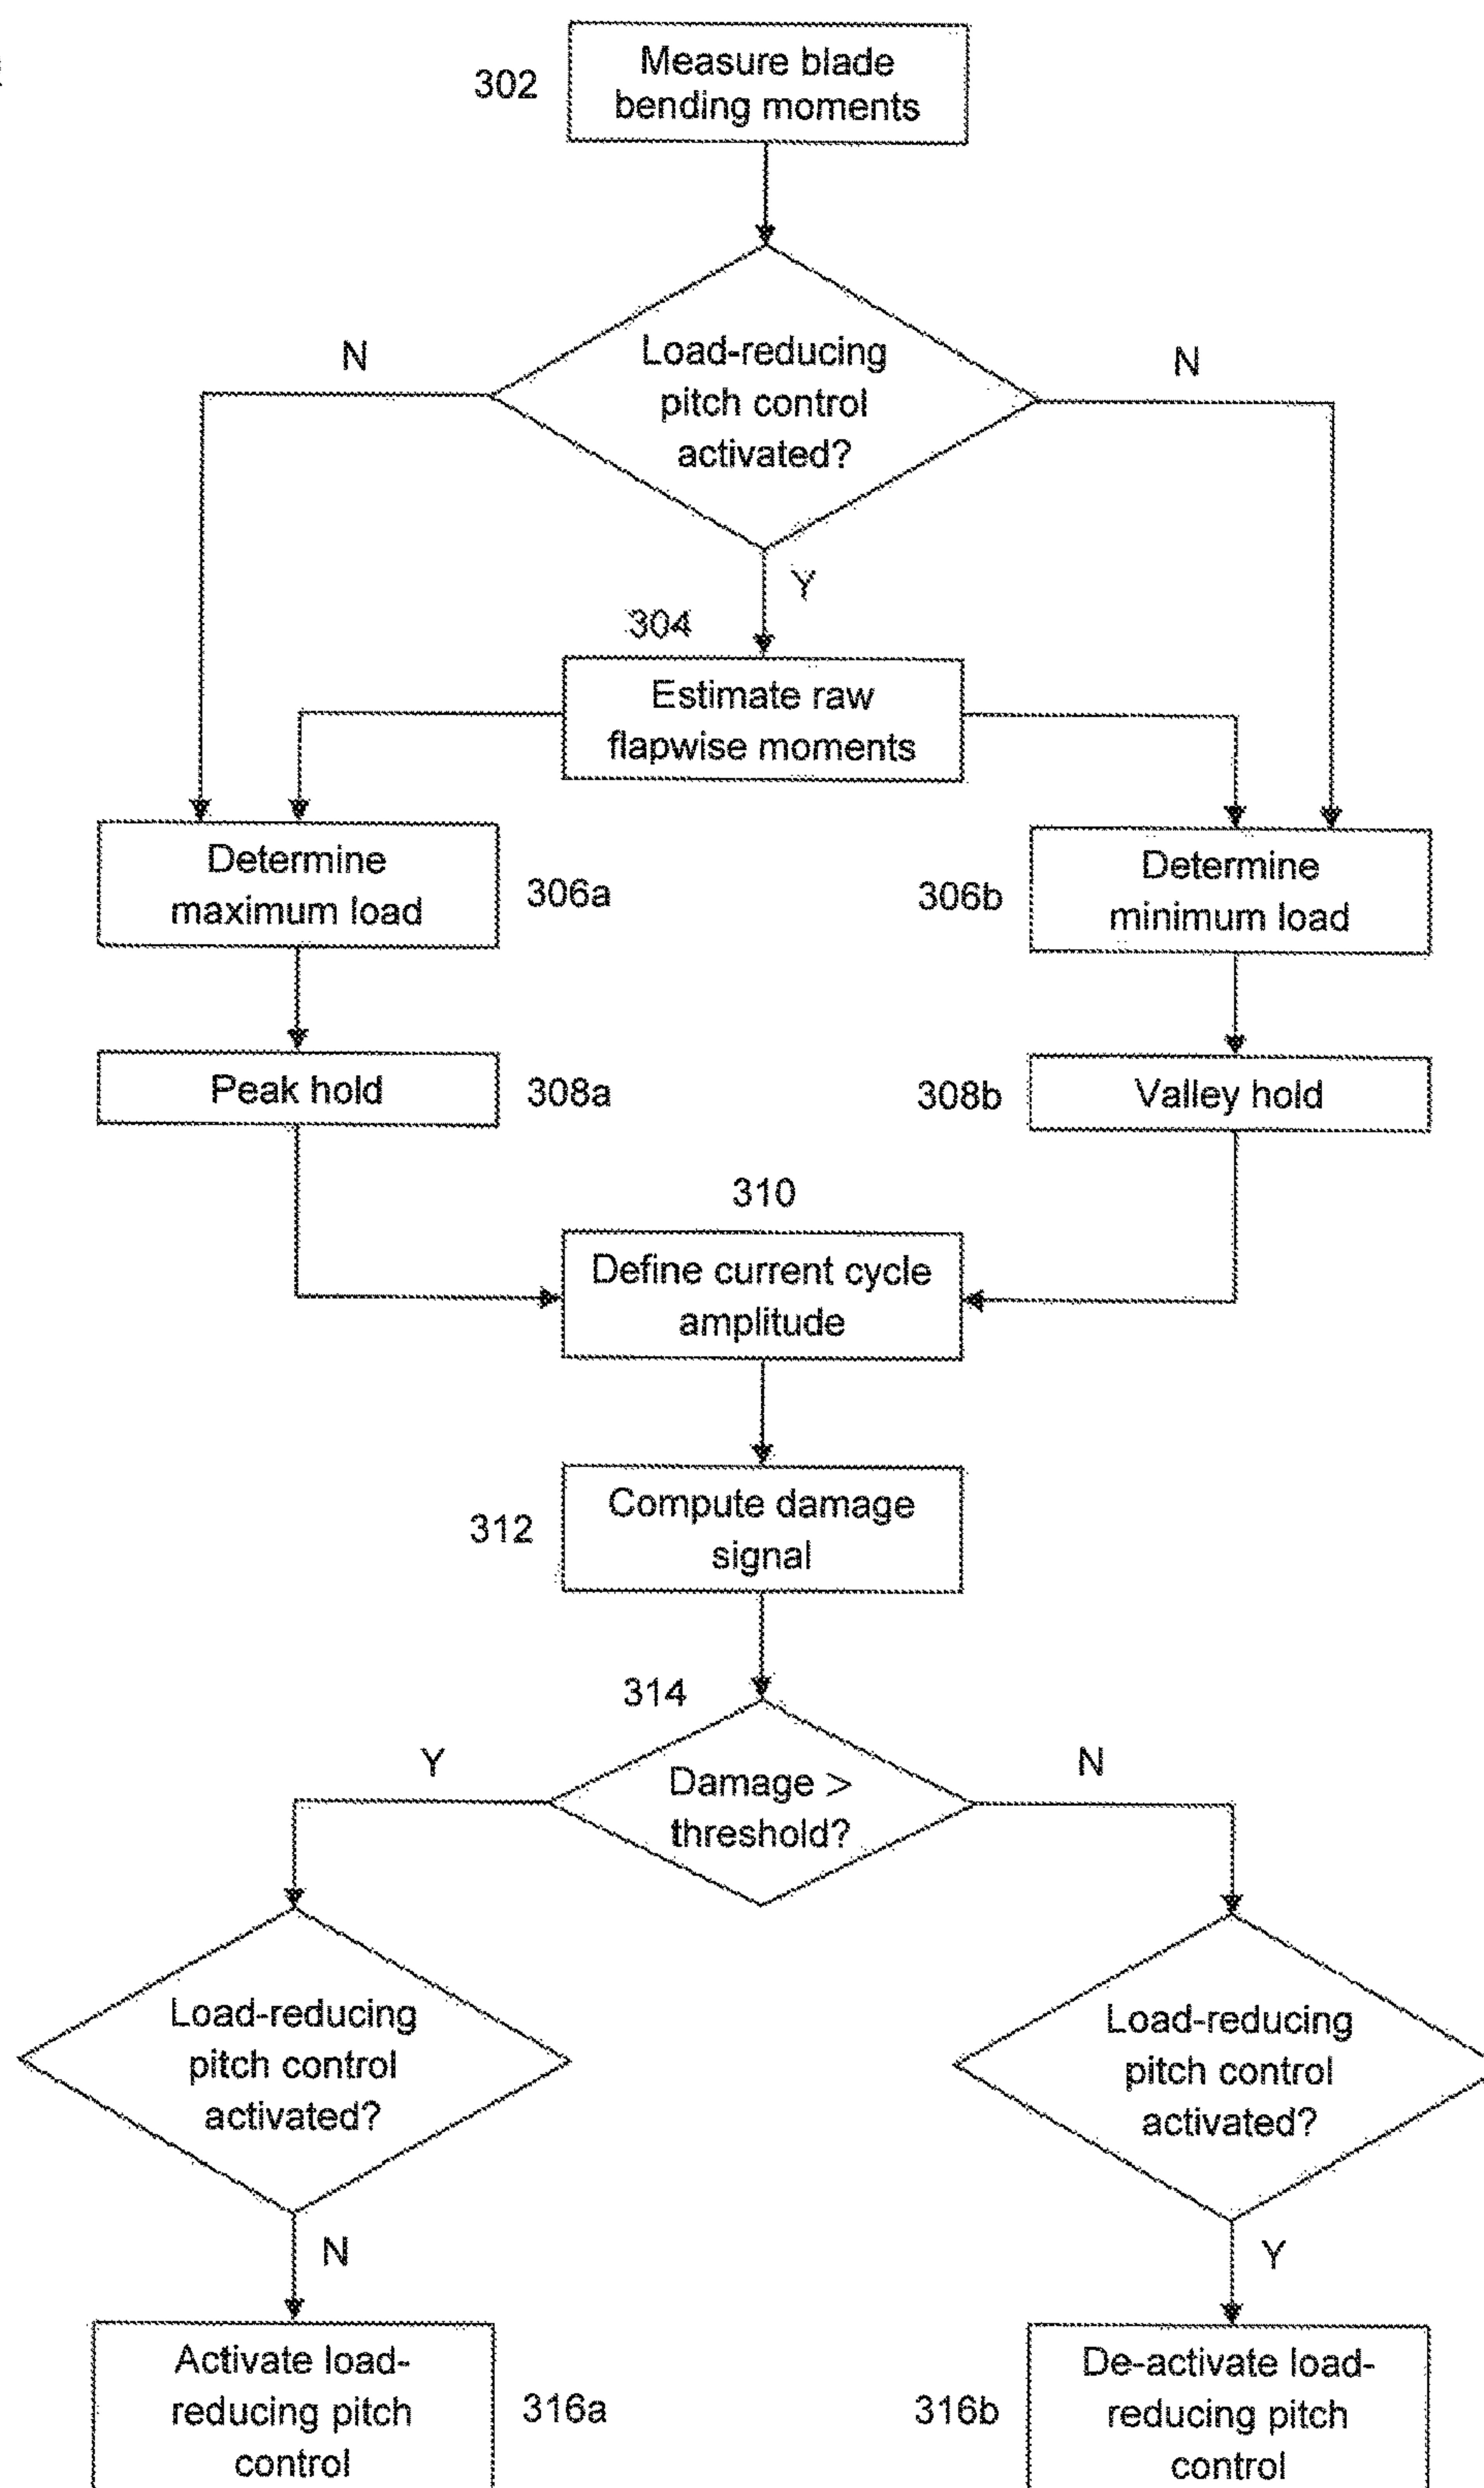 302
Measure blade
bending moments
N
Load-reducing
pitch control
activated?
N
Y
304
Estimate raw
flapwise moments
Determine
maximum load
306a
306b
Determine
minimum load
Peak hold
308a
308b
Valley hold
310
Define current cycle
amplitude
312
Compute damage
signal
314
Y
Damage >
threshold?
N
Load-reducing
pitch control
activated?
Load-reducing
pitch control
activated?
N
Y
Activate load-
reducing pitch
control
316a
316b
De-activate load-
reducing pitch
control